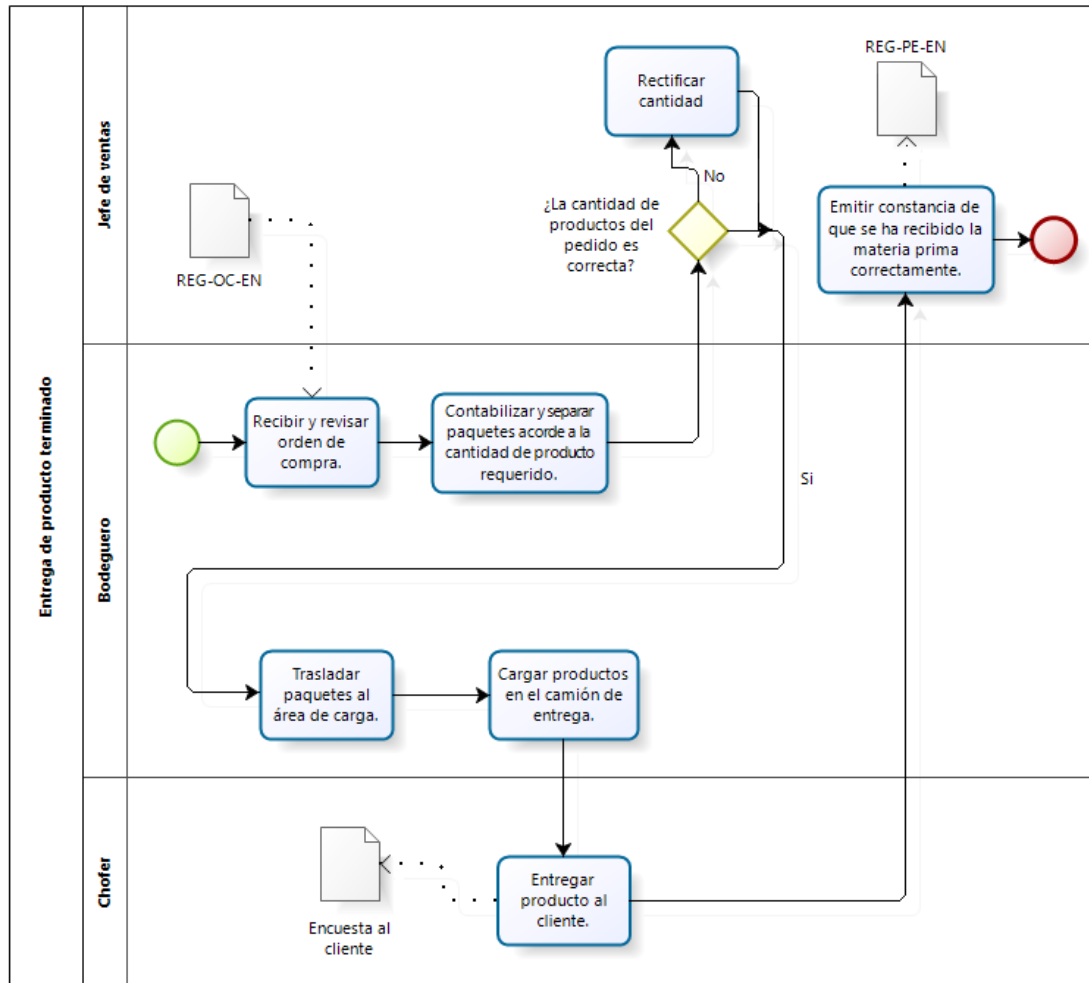 Entrega de producto terminado
Jefe de ventas
REG-OC-EN
Rectificar
cantidad
No
¿La cantidad de
productos del
pedido es
correcta?
REG-PE-EN
Emitir constancia de
que se ha recibido la
materia prima
correctamente.
Bodeguero
Recibir y revisar
orden de
compra.
Contabilizar y separar
paquetes acorde a la
cantidad de producto
requerido.
Si
Trasladar
paquetes al
área de carga.
Cargar productos
en el camión de
entrega.
Chofer
Encuesta al
cliente
Entregar
producto al
cliente.